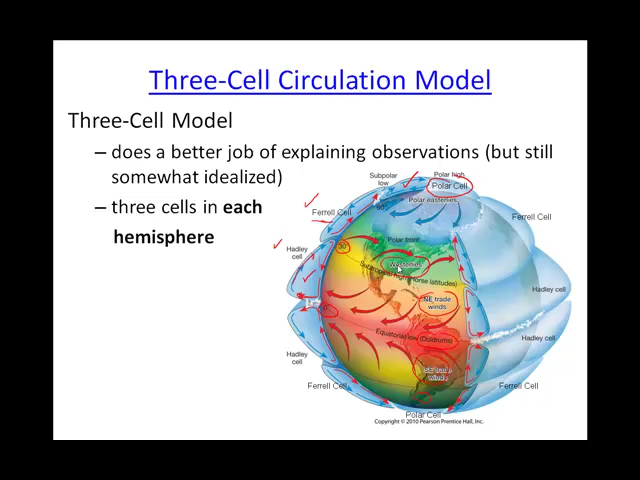 Three-Cell Circulation Model
Three-Cell Model
– does a better job of explaining observations (but still
somewhat idealized)
– three cells in each
hemisphere
Subpolar
low
Polar high
Polar Cell
Polar easterlies
60°
Ferrell Cell
Ferrell Cell
Polar front
30°
Hadley
cell
Westerlies
Subtropical high (Horse latitudes)
Hadley cell
NE trade
winds
0°
Equatorial low (Doldrums)
Hadley cell
Hadley
cell
SE trade
winds
Ferrell Cell
Ferrell Cell
Polar Cell
Copyright © 2010 Pearson Prentice Hall, Inc.